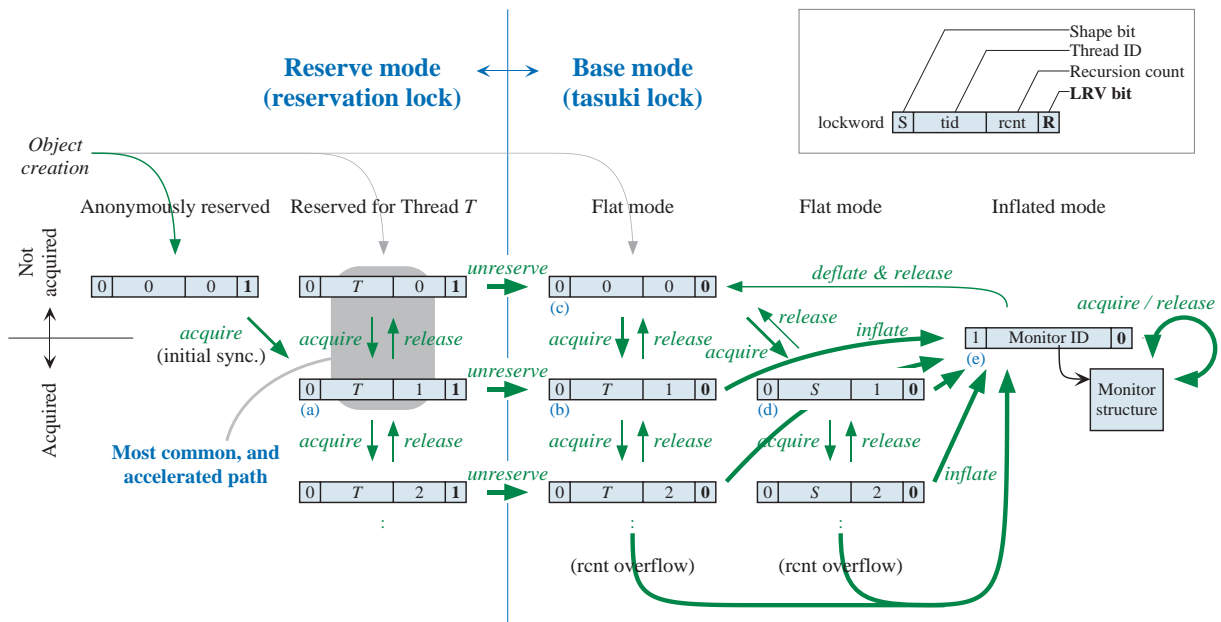 Shape bit
Thread ID
Recursion count
LRV bit
lockword S tid rcnt R
Reserve mode
(reservation lock)
Base mode
(tasuki lock)
Object
creation
Anonymously reserved
Reserved for Thread T
Flat mode
Flat mode
Inflated mode
Not
acquired
Acquired
0 0 0 1
0 T 0 1
unreserve
0 0 0 0
(c)
deflate & release
acquire
(initial sync.)
acquire
release
acquire
release
acquire
release
inflate
acquire / release
1 Monitor ID 0
(e)
Monitor
structure
0 T 1 1
(a)
unreserve
0 T 1 0
(b)
0 S 1 0
(d)
Most common, and
accelerated path
acquire
release
acquire
release
acquire
release
inflate
0 T 2 1
unreserve
0 T 2 0
0 S 2 0
:
:
:
(rcnt overflow)
(rcnt overflow)